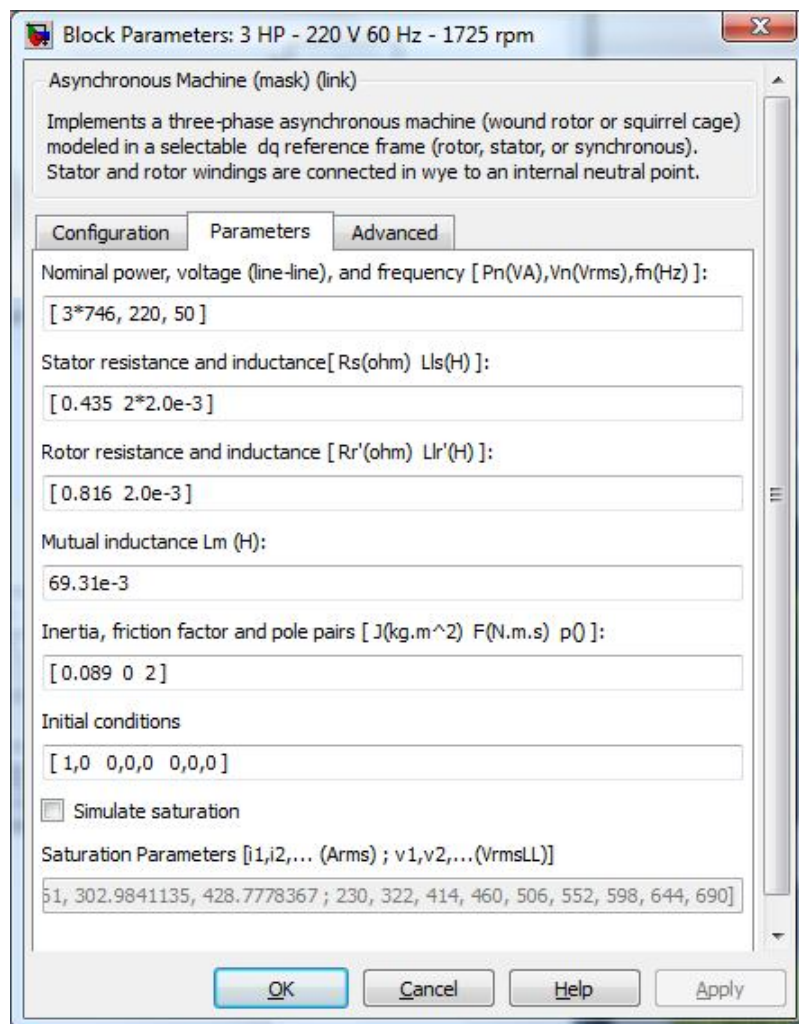 Block Parameters: 3 HP - 220 V 60 Hz - 1725 rpm
Asynchronous Machine (mask) (link)
Implements a three-phase asynchronous machine (wound rotor or squirrel cage)
modeled in a selectable dq reference frame (rotor, stator, or synchronous).
Stator and rotor windings are connected in wye to an internal neutral point.
Configuration Parameters Advanced
Nominal power, voltage (line-line), and frequency [ Pn(VA),Vn(Vrms),fn(Hz) ]:
[ 3*746, 220, 50 ]
Stator resistance and inductance[ Rs(ohm) Lls(H) ]:
[ 0.435 2*2.0e-3 ]
Rotor resistance and inductance [ Rr'(ohm) Llr'(H) ]:
[ 0.816 2.0e-3 ]
Mutual inductance Lm (H):
69.31e-3
Inertia, friction factor and pole pairs [ J(kg.m^2) F(N.m.s) p() ]:
[ 0.089 0 2 ]
Initial conditions
[ 1,0 0,0,0 0,0,0 ]
Simulate saturation
Saturation Parameters [i1,i2,... (Arms) ; v1,v2,...(VrmsLL)]
51, 302.9841135, 428.7778367 ; 230, 322, 414, 460, 506, 552, 598, 644, 690]
OK Cancel Help Apply